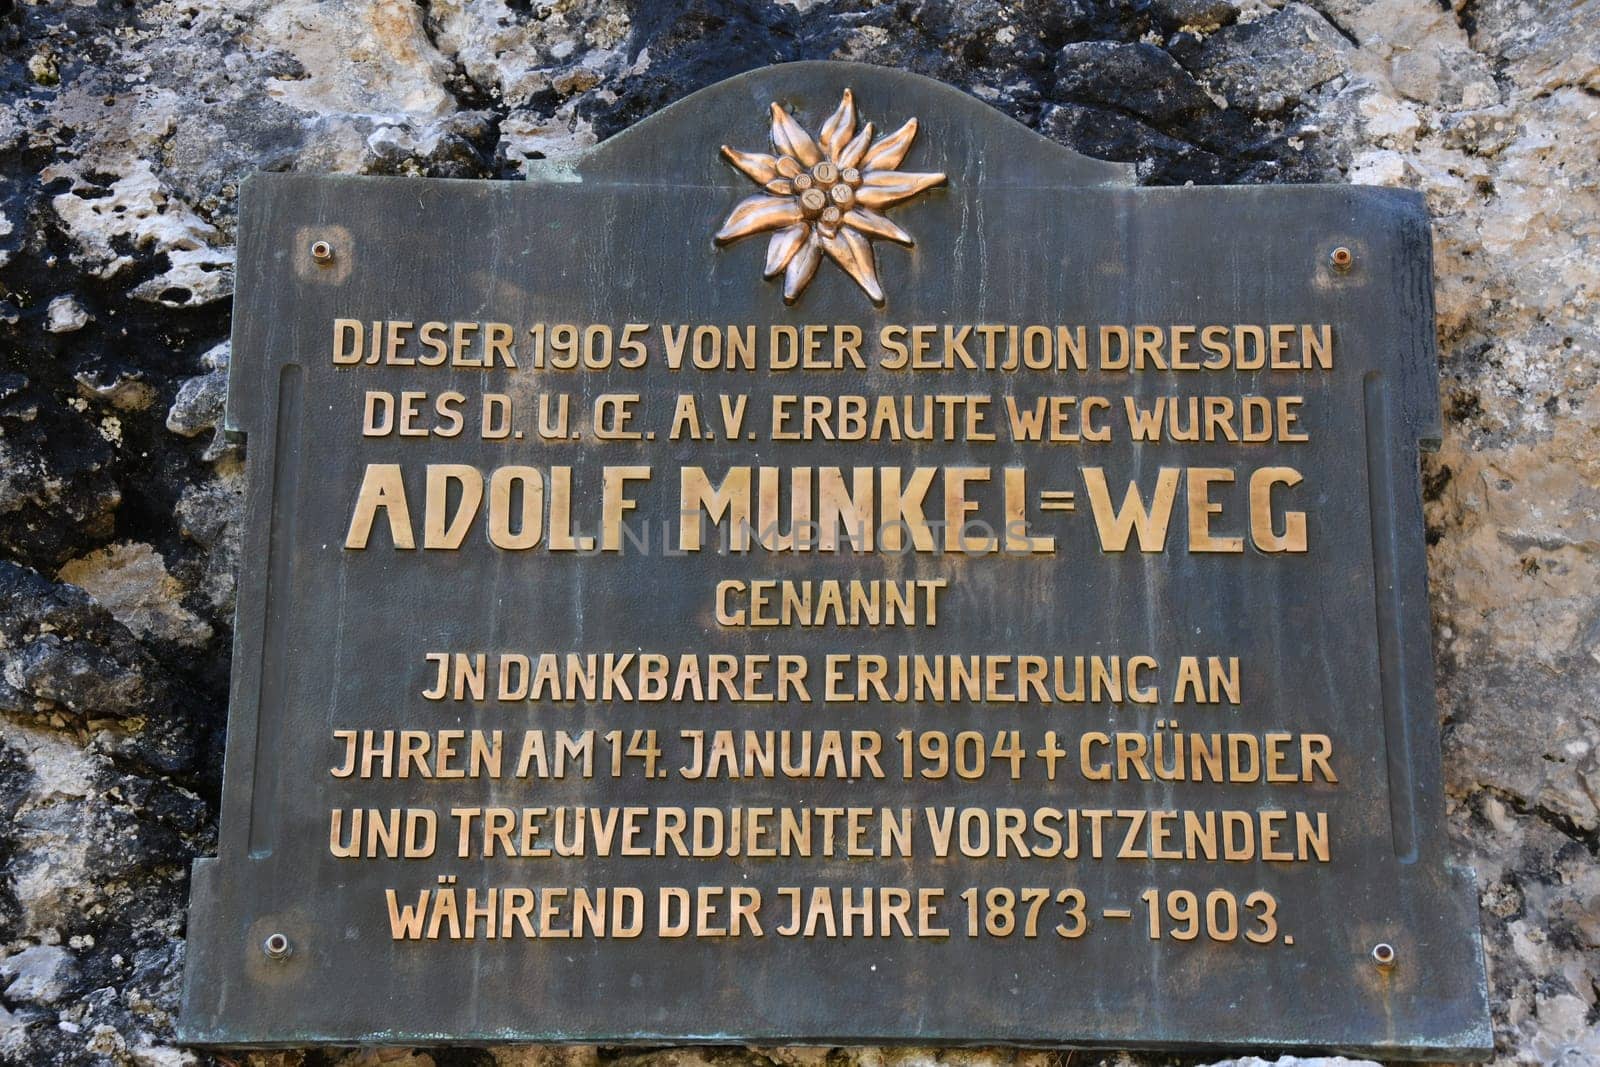 DJESER 1905 VON DER SEKTJON DRESDEN
DES D. U. Œ. A.V. ERBAUTE WEG WURDE
ADOLF MUNKEL=WEG
UNLIMPHOTOS
GENANNT
JN DANKBARER ERJNNERUNG AN
JHREN AM 14. JANUAR 1904 † GRÜNDER
UND TREUVERDJENTEN VORSJTZENDEN
WÄHREND DER JAHRE 1873 – 1903.